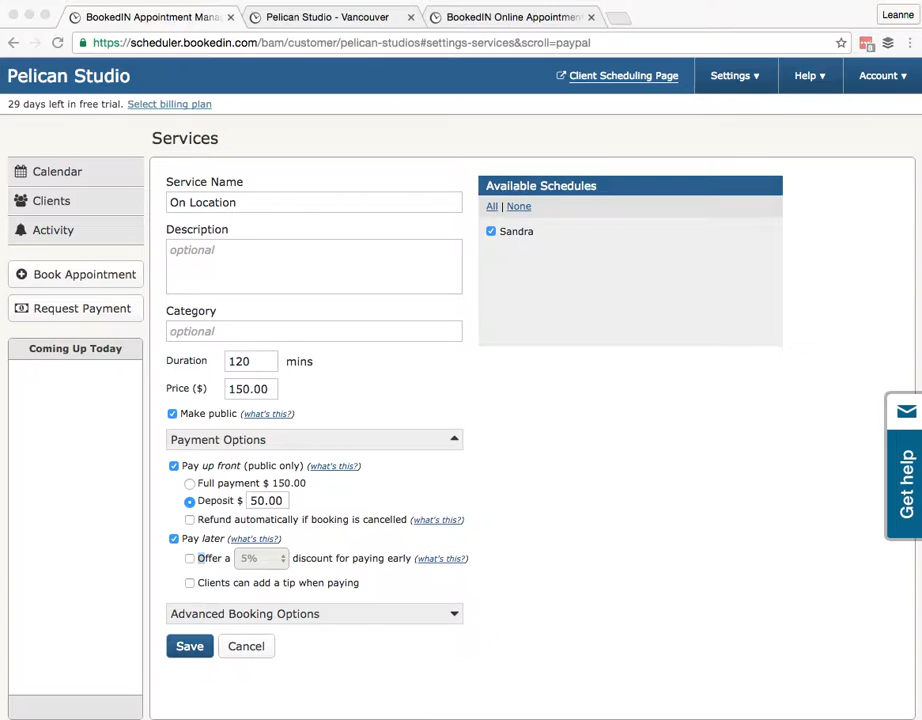 BookedIN Appointment Mana
Pelican Studio - Vancouver
BookedIN Online Appointment
Leanne
https://scheduler.bookedin.com/bam/customer/pelican-studios#settings-services&scroll=paypal
Pelican Studio
Client Scheduling Page
Settings ▾
Help ▾
Account ▾
29 days left in free trial. Select billing plan
Services
Calendar
Clients
Activity
Book Appointment
Request Payment
Coming Up Today
Service Name
On Location
Description
optional
Category
optional
Duration 120 mins
Price ($) 150.00
Make public (what's this?)
Payment Options
Pay up front (public only) (what's this?)
Full payment $ 150.00
Deposit $ 50.00
Refund automatically if booking is cancelled (what's this?)
Pay later (what's this?)
Offer a 5% discount for paying early (what's this?)
Clients can add a tip when paying
Advanced Booking Options
Save
Cancel
Available Schedules
All | None
Sandra
Get help